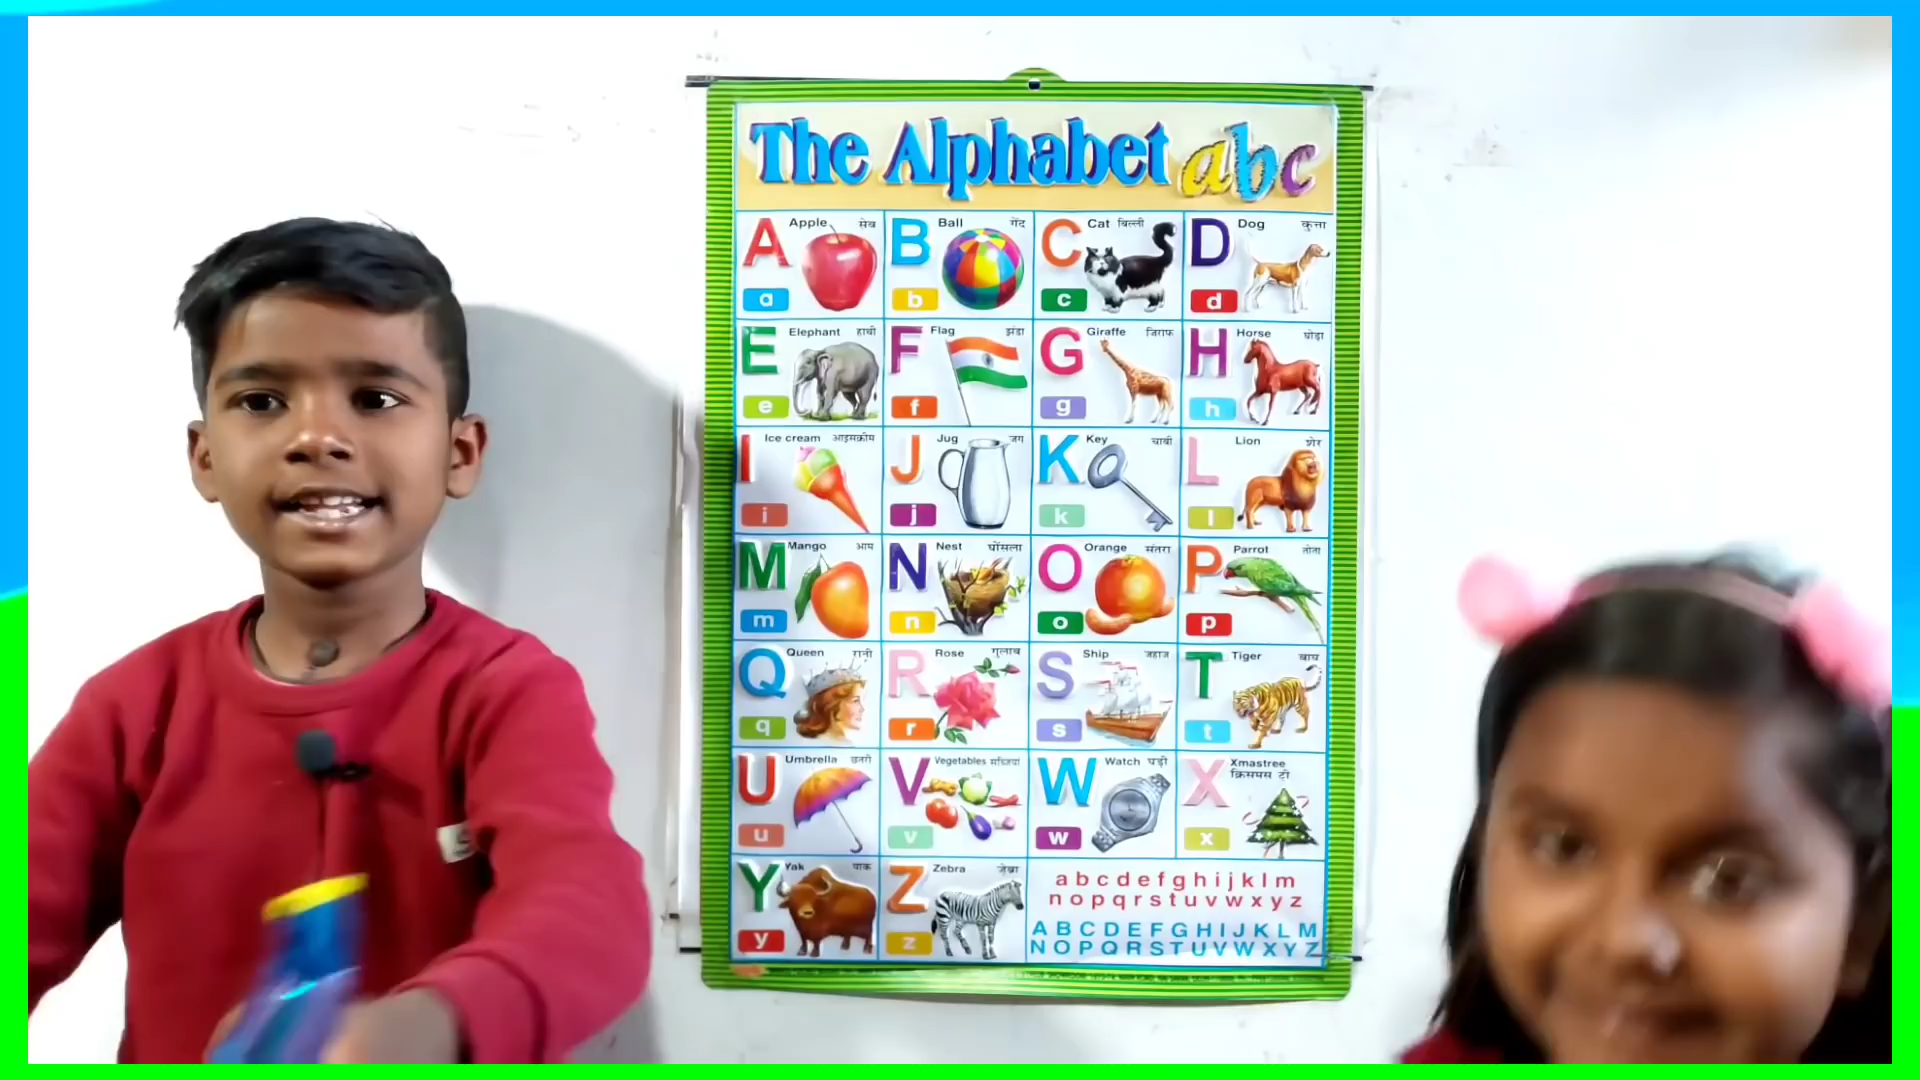 The Alphabet abc
A Apple सेब a
B Ball गेंद b
C Cat बिल्ली c
D Dog कुत्ता d
E Elephant हाथी e
F Flag झंडा f
G Giraffe जिराफ g
H Horse घोड़ा h
I Ice cream आइसक्रीम i
J Jug जग j
K Key चाबी k
L Lion शेर l
M Mango आम m
N Nest घोंसला n
O Orange संतरा o
P Parrot तोता p
Q Queen रानी q
R Rose गुलाब r
S Ship जहाज s
T Tiger बाघ t
U Umbrella छतरी u
V Vegetables सब्जियां v
W Watch घड़ी w
X Xmastree क्रिसमस ट्री x
Y Yak याक y
Z Zebra ज़ेब्रा z
a b c d e f g h i j k l m
n o p q r s t u v w x y z
A B C D E F G H I J K L M
N O P Q R S T U V W X Y Z